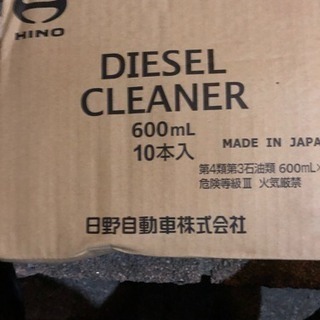 HINO
DIESEL
CLEANER
600mL
10本入
MADE IN JAPA
第4類第3石油類 600mL×
危険等級Ⅲ 火気厳禁
日野自動車株式会社